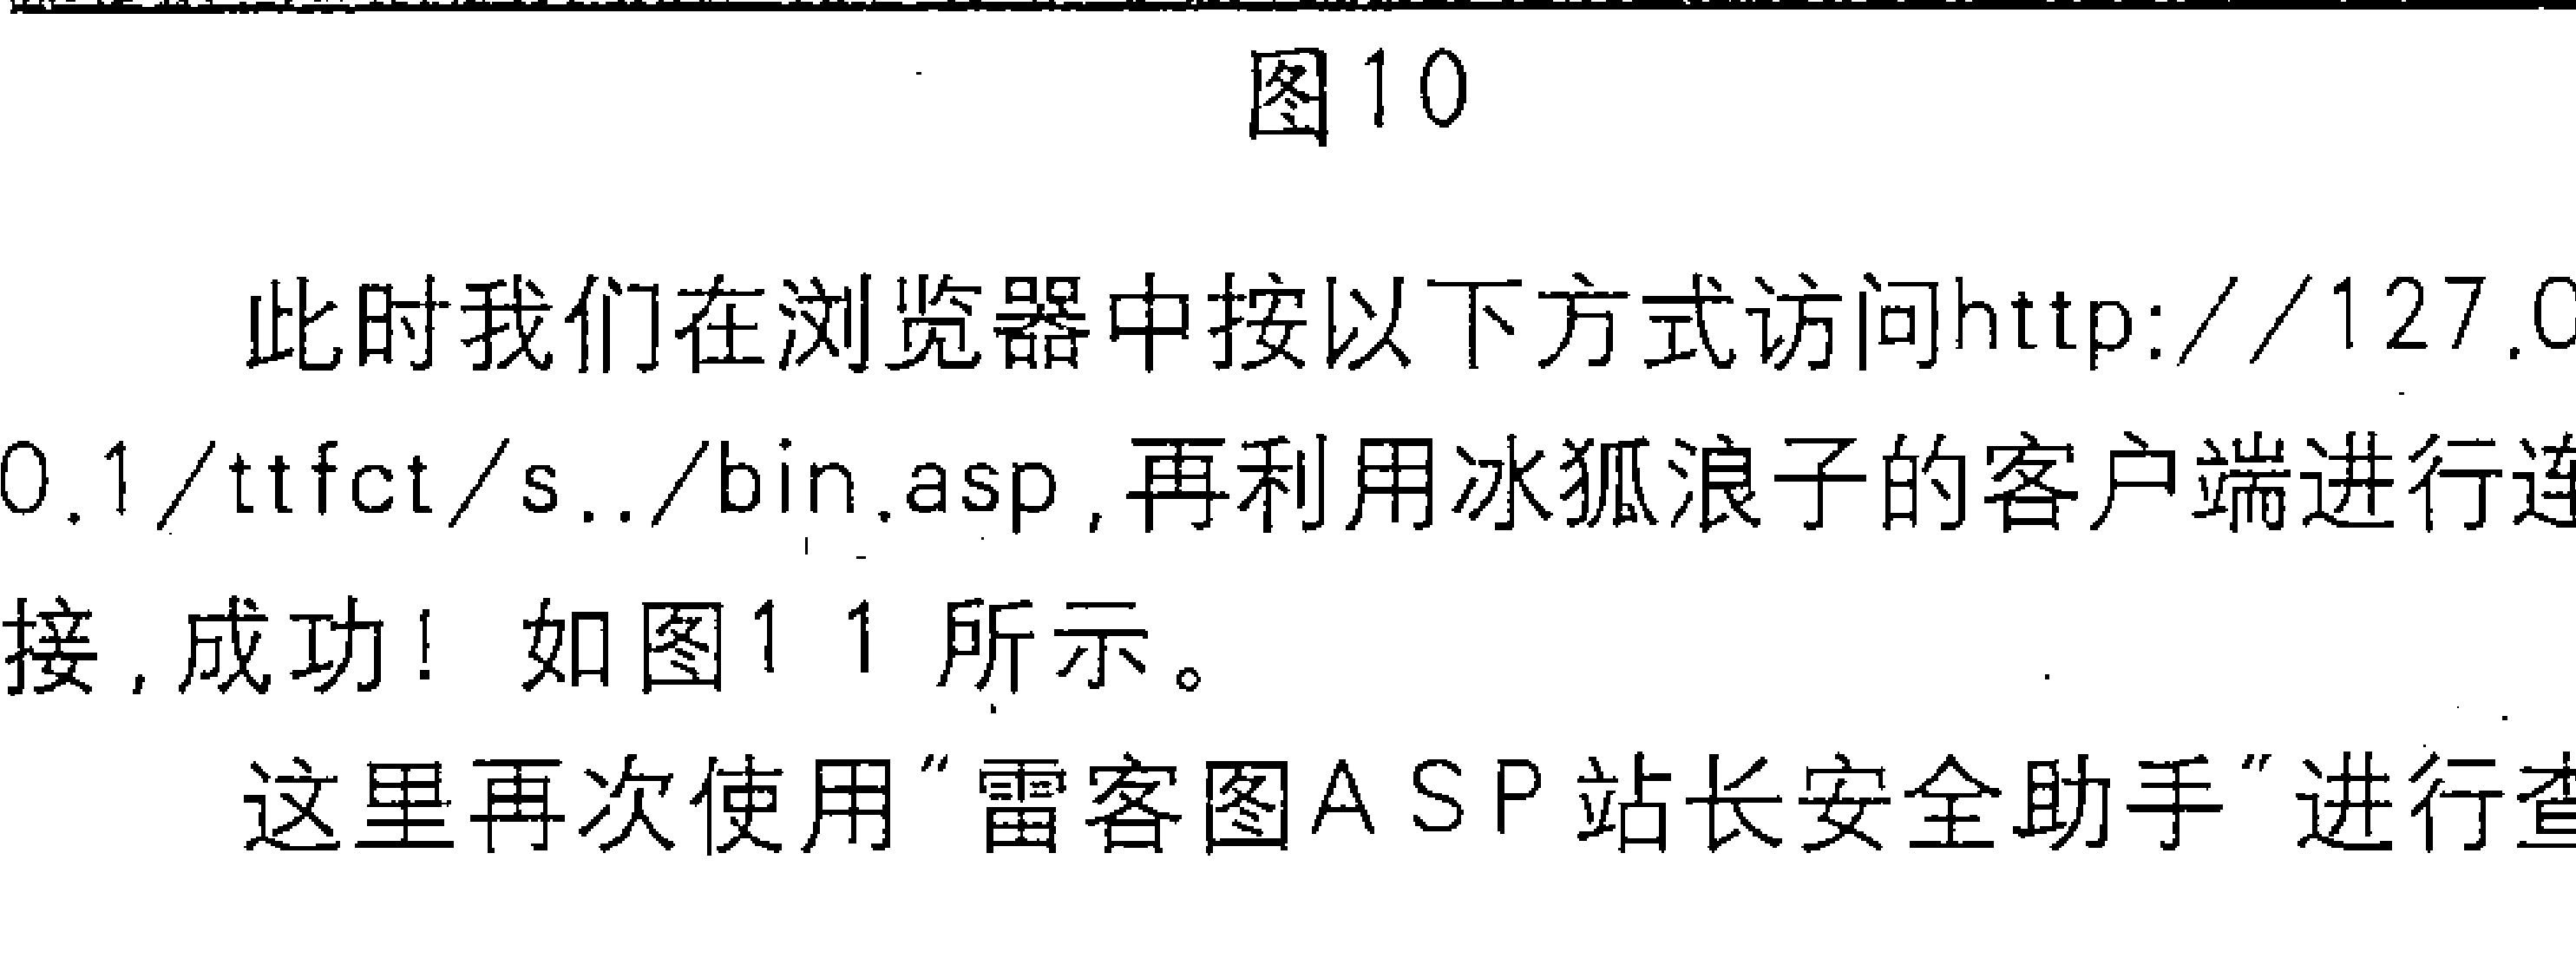 图10
此时我们在浏览器中按以下方式访问http://127.0
0.1/ttfct/s../bin.asp,再利用冰狐浪子的客户端进行连
接,成功! 如图11所示。
这里再次使用"雷客图ASP站长安全助手"进行查